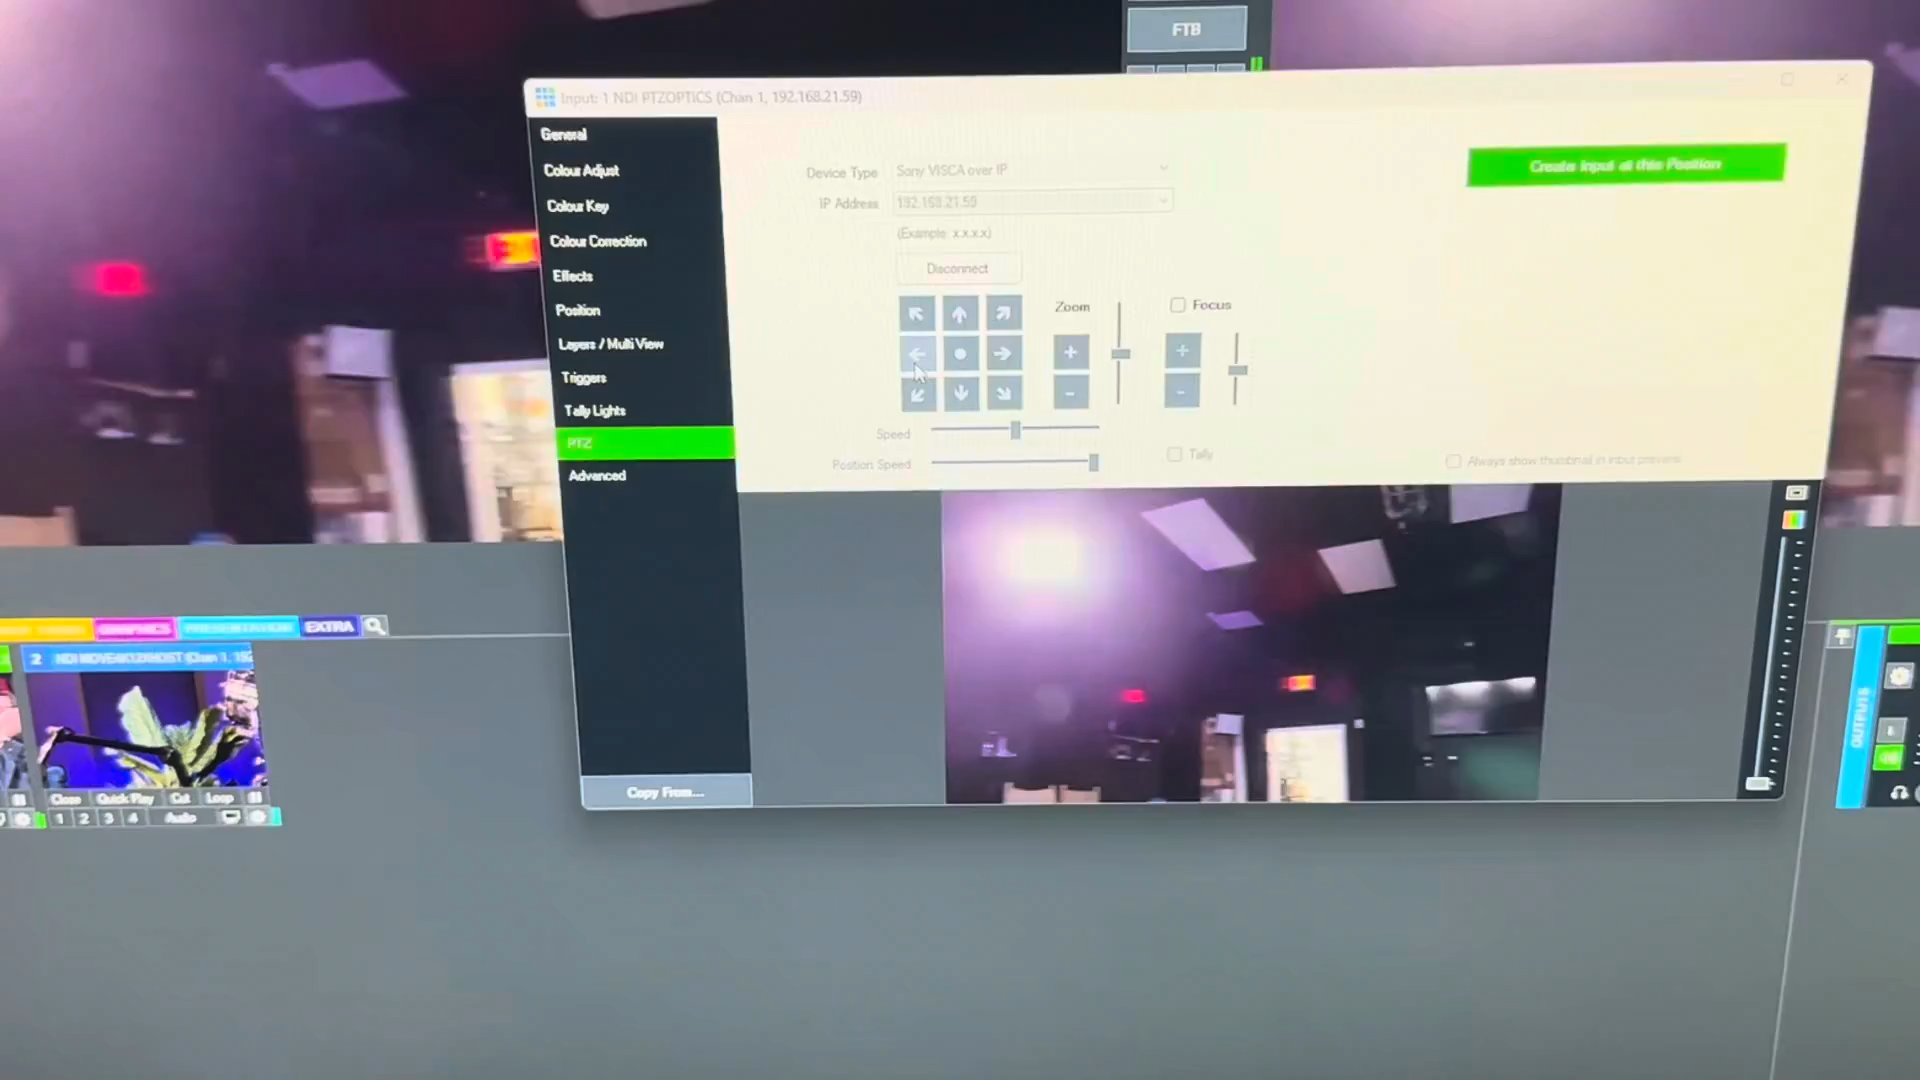 FTB
Input: 1 NDI PTZOPTICS (Chan 1, 192.168.21.59)
General
Colour Adjust
Colour Key
Colour Correction
Effects
Position
Layers / Multi View
Triggers
Tally Lights
PTZ
Advanced
Copy From...
Device Type
Sony VISCA over IP
IP Address
192.168.21.59
(Example: x.x.x.x)
Disconnect
Create Input at this Position
Zoom
Focus
+
-
+
-
Speed
Position Speed
Tally
Always show thumbnail in input preview
GRAPHICS
PRESENTATION
EXTRA
2
Close
Quick Play
Cut
Loop
1
2
3
4
Audio
OUTPUTS